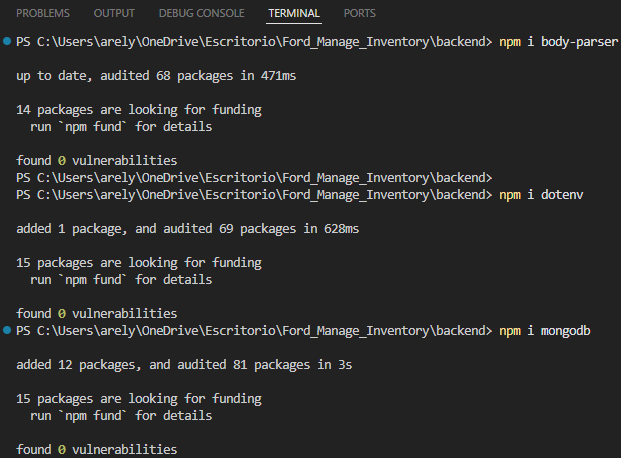 PROBLEMS OUTPUT DEBUG CONSOLE TERMINAL PORTS
PS C:\Users\arely\OneDrive\Escritorio\Ford_Manage_Inventory\backend> npm i body-parser
up to date, audited 68 packages in 471ms
14 packages are looking for funding
  run `npm fund` for details
found 0 vulnerabilities
PS C:\Users\arely\OneDrive\Escritorio\Ford_Manage_Inventory\backend>
PS C:\Users\arely\OneDrive\Escritorio\Ford_Manage_Inventory\backend> npm i dotenv
added 1 package, and audited 69 packages in 628ms
15 packages are looking for funding
  run `npm fund` for details
found 0 vulnerabilities
PS C:\Users\arely\OneDrive\Escritorio\Ford_Manage_Inventory\backend> npm i mongodb
added 12 packages, and audited 81 packages in 3s
15 packages are looking for funding
  run `npm fund` for details
found 0 vulnerabilities